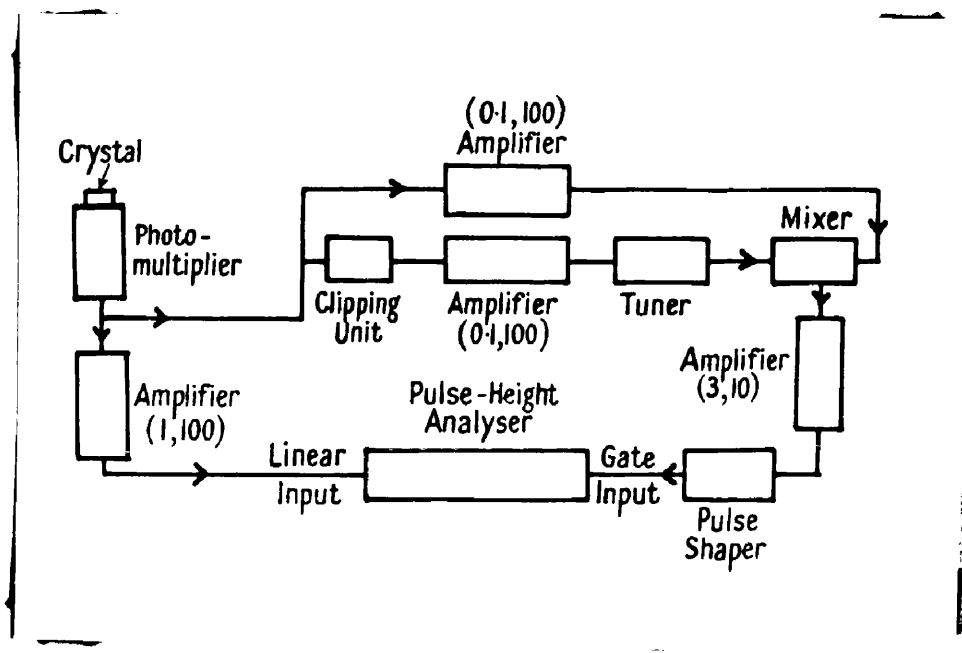 (0·1,100)
Amplifier
Crystal
Photo-
multiplier
Mixer
Clipping
Unit
Amplifier
(0·1,100)
Tuner
Amplifier
(3,10)
Amplifier
(1,100)
Pulse-Height
Analyser
Linear
Input
Gate
Input
Pulse
Shaper